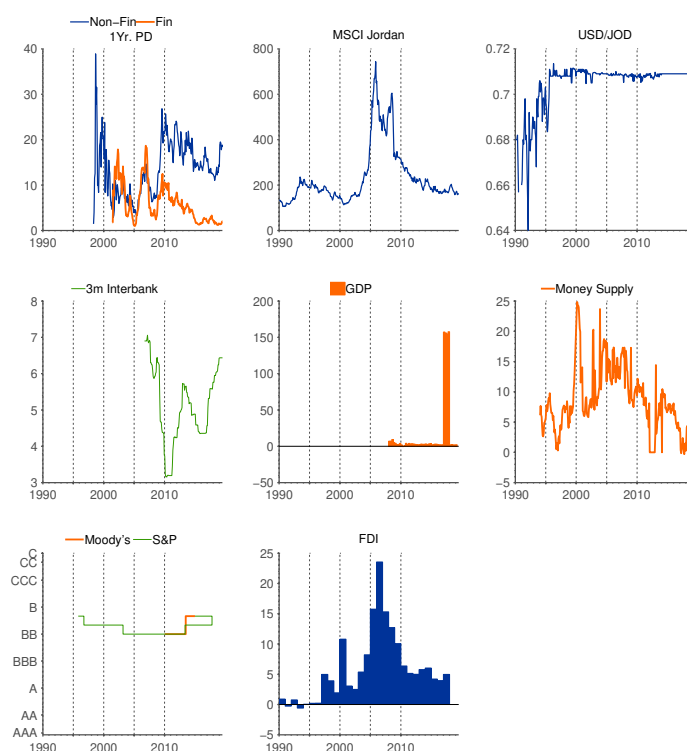 Non−Fin Fin
1Yr. PD
40
30
20
10
0
1990 2000 2010
MSCI Jordan
800
600
400
200
0
1990 2000 2010
USD/JOD
0.72
0.7
0.68
0.66
0.64
1990 2000 2010
3m Interbank
8
7
6
5
4
3
1990 2000 2010
GDP
200
150
100
50
0
−50
1990 2000 2010
Money Supply
25
20
15
10
5
0
−5
1990 2000 2010
Moody's S&P
C
CC
CCC
B
BB
BBB
A
AA
AAA
1990 2000 2010
FDI
25
20
15
10
5
0
−5
1990 2000 2010